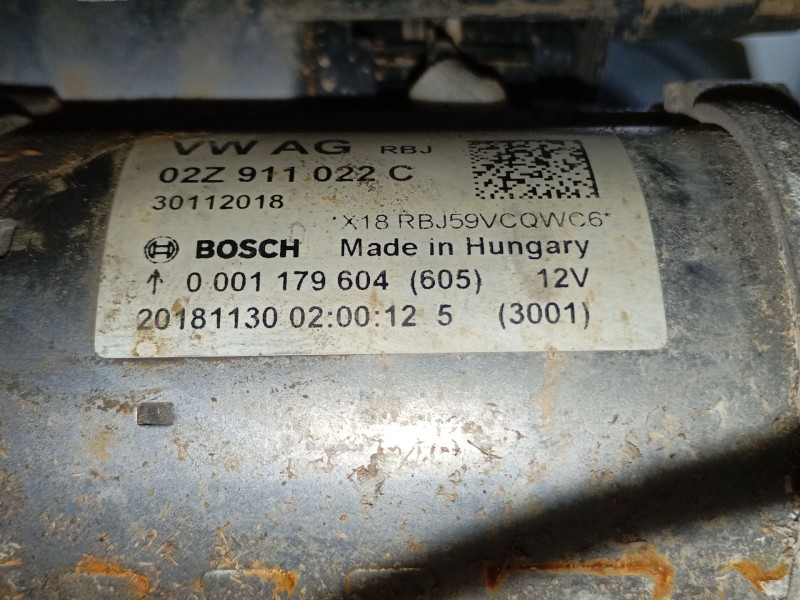 VW AG RBJ
02Z 911 022 C
30112018
*X18 RBJ59VCQWC6*
BOSCH Made in Hungary
↑ 0 001 179 604 (605) 12V
20181130 02:00:12 5 (3001)